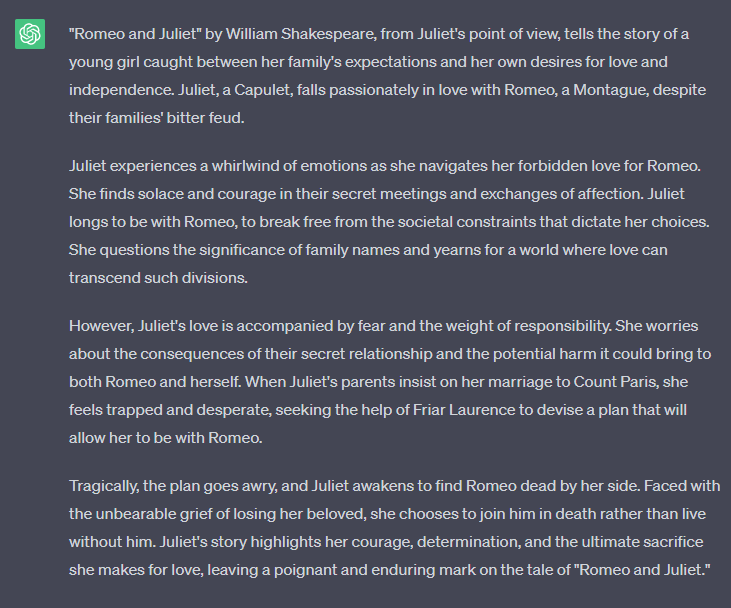 "Romeo and Juliet" by William Shakespeare, from Juliet's point of view, tells the story of a
young girl caught between her family's expectations and her own desires for love and
independence. Juliet, a Capulet, falls passionately in love with Romeo, a Montague, despite
their families' bitter feud.
Juliet experiences a whirlwind of emotions as she navigates her forbidden love for Romeo.
She finds solace and courage in their secret meetings and exchanges of affection. Juliet
longs to be with Romeo, to break free from the societal constraints that dictate her choices.
She questions the significance of family names and yearns for a world where love can
transcend such divisions.
However, Juliet's love is accompanied by fear and the weight of responsibility. She worries
about the consequences of their secret relationship and the potential harm it could bring to
both Romeo and herself. When Juliet's parents insist on her marriage to Count Paris, she
feels trapped and desperate, seeking the help of Friar Laurence to devise a plan that will
allow her to be with Romeo.
Tragically, the plan goes awry, and Juliet awakens to find Romeo dead by her side. Faced with
the unbearable grief of losing her beloved, she chooses to join him in death rather than live
without him. Juliet's story highlights her courage, determination, and the ultimate sacrifice
she makes for love, leaving a poignant and enduring mark on the tale of "Romeo and Juliet."